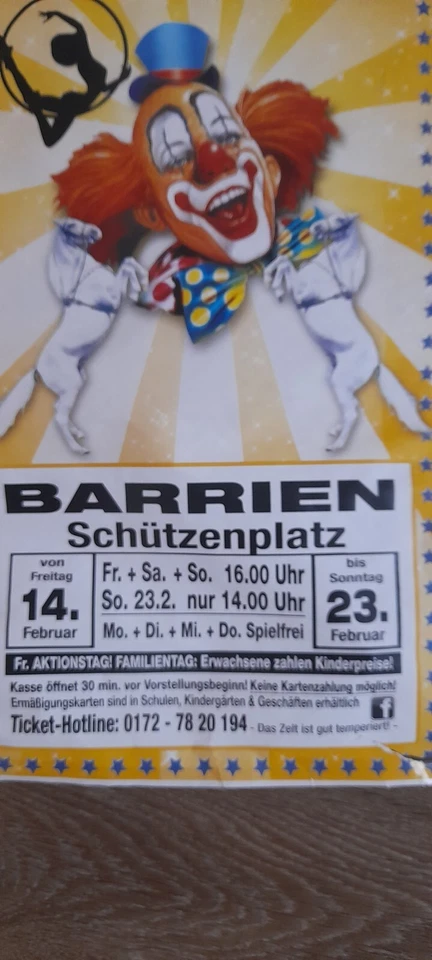 BARRIEN
Schützenplatz
von
Freitag
14.
Februar
Fr. + Sa. + So. 16.00 Uhr
So. 23.2. nur 14.00 Uhr
Mo. + Di. + Mi. + Do. Spielfrei
bis
Sonntag
23.
Februar
Fr. AKTIONSTAG! FAMILIENTAG: Erwachsene zahlen Kinderpreise!
Kasse öffnet 30 min. vor Vorstellungsbeginn! Keine Kartenzahlung möglich!
Ermäßigungskarten sind in Schulen, Kindergärten & Geschäften erhältlich
f
Ticket-Hotline: 0172 - 78 20 194 - Das Zelt ist gut temperiert! -